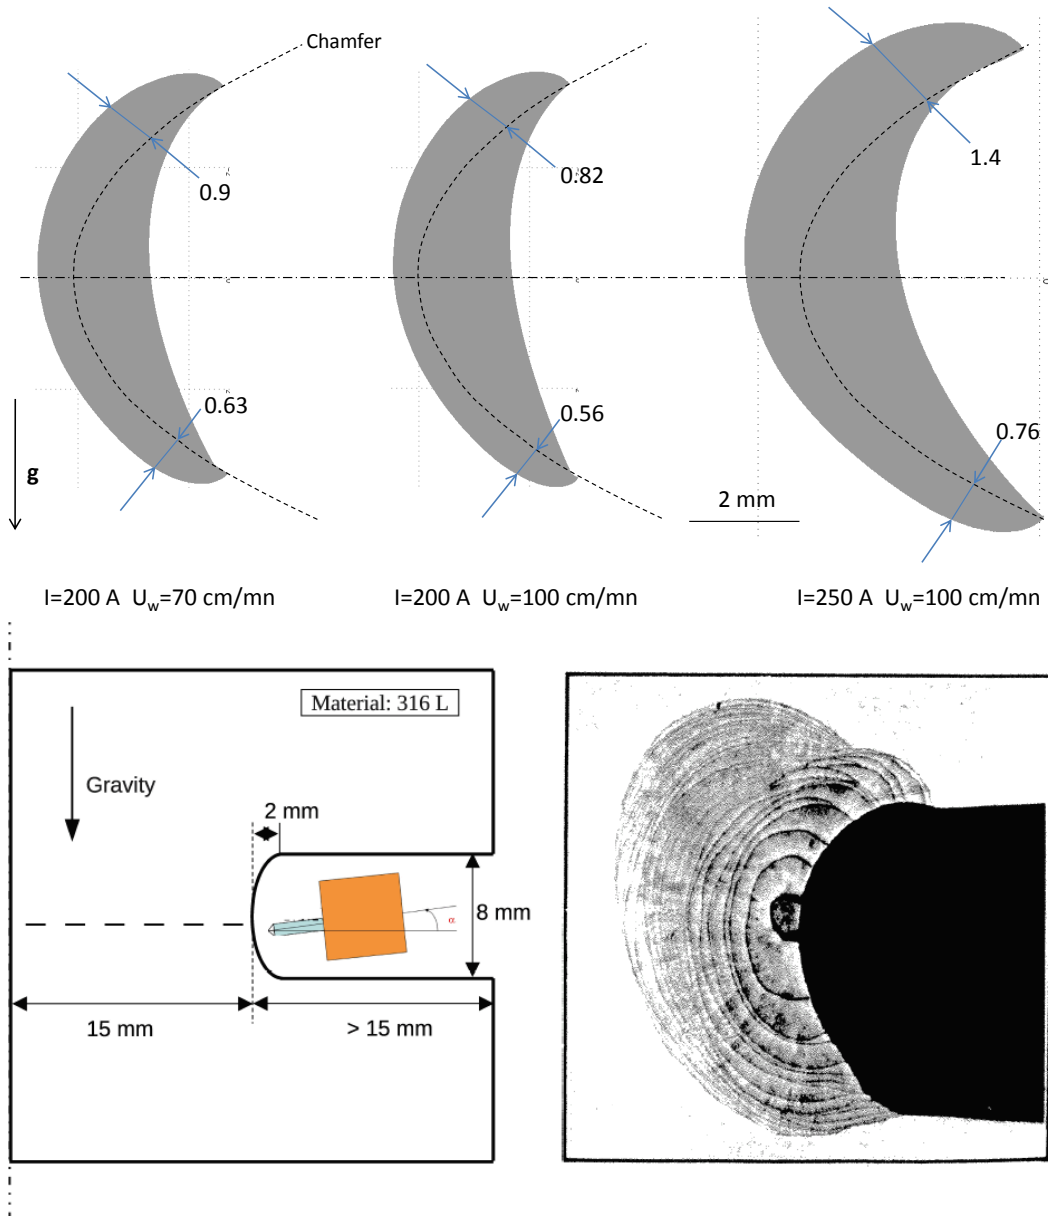 Chamfer
0.9
0.82
1.4
0.63
0.56
0.76
g
2 mm
I=200 A U_w=70 cm/mn
I=200 A U_w=100 cm/mn
I=250 A U_w=100 cm/mn
Material: 316 L
Gravity
2 mm
α
8 mm
15 mm
> 15 mm